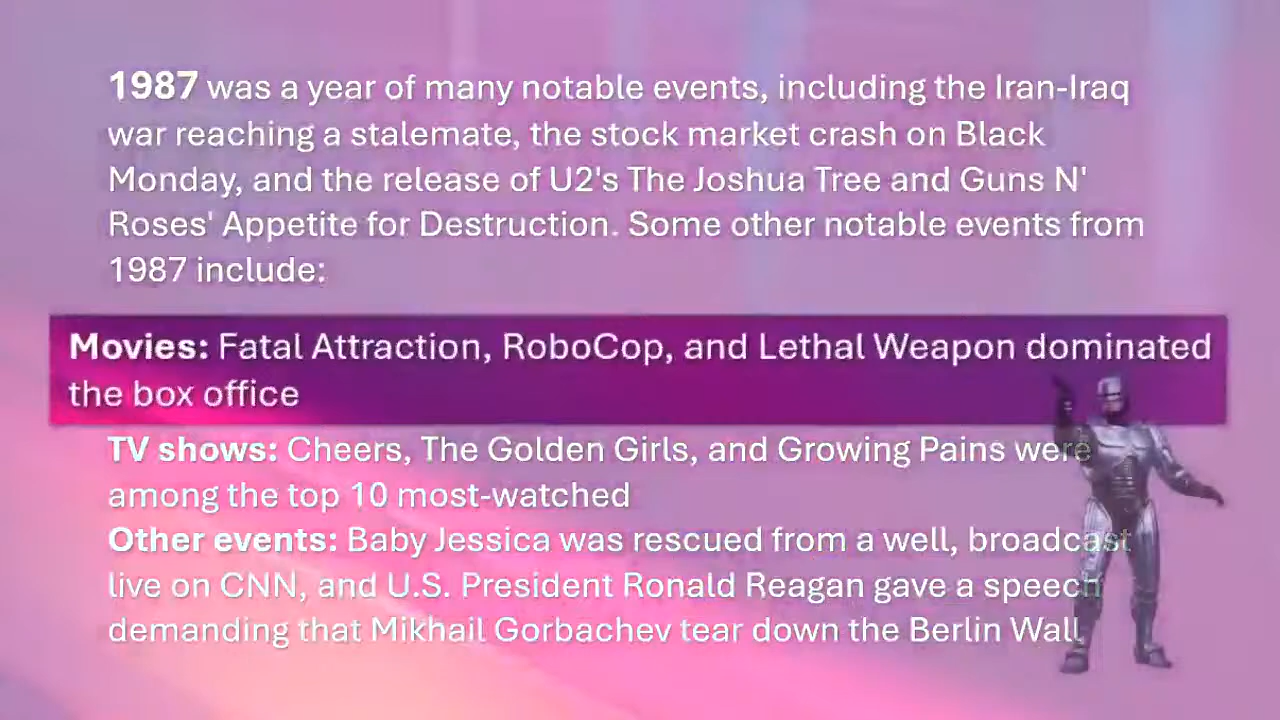 1987 was a year of many notable events, including the Iran-Iraq
war reaching a stalemate, the stock market crash on Black
Monday, and the release of U2's The Joshua Tree and Guns N'
Roses' Appetite for Destruction. Some other notable events from
1987 include:
Movies: Fatal Attraction, RoboCop, and Lethal Weapon dominated
the box office
TV shows: Cheers, The Golden Girls, and Growing Pains were
among the top 10 most-watched
Other events: Baby Jessica was rescued from a well, broadcast
live on CNN, and U.S. President Ronald Reagan gave a speech
demanding that Mikhail Gorbachev tear down the Berlin Wall